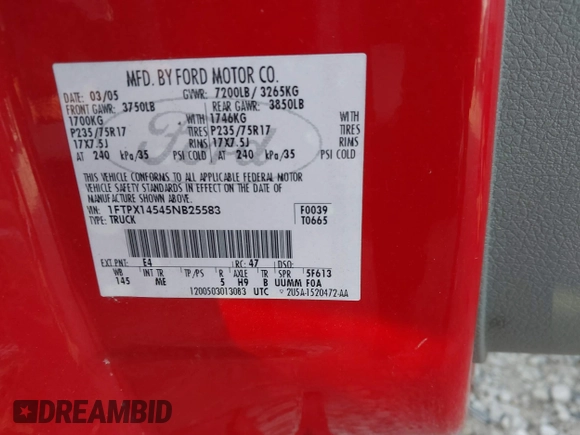 MFD. BY FORD MOTOR CO.
DATE: 03/05 GVWR: 7200LB / 3265KG
FRONT GAWR: 3750LB REAR GAWR: 3850LB
1700KG WITH 1746KG WITH
P235/75R17 TIRES P235/75R17 TIRES
17X7.5J RIMS 17X7.5J RIMS
AT 240 kPa/35 PSI COLD AT 240 kPa/35 PSI COLD
THIS VEHICLE CONFORMS TO ALL APPLICABLE FEDERAL MOTOR
VEHICLE SAFETY STANDARDS IN EFFECT ON THE DATE OF
MANUFACTURE SHOWN ABOVE.
VIN: 1FTPX14545NB25583 F0039
TYPE: TRUCK T0665
EXT PNT: E4 RC: 47 DSO:
WB INT TR TP/PS R AXLE TR SPR 5F613
145 ME 5 H9 B UUMM F0A
12005030130B3 UTC 2U5A-1520472-AA
Ford
DREAMBID